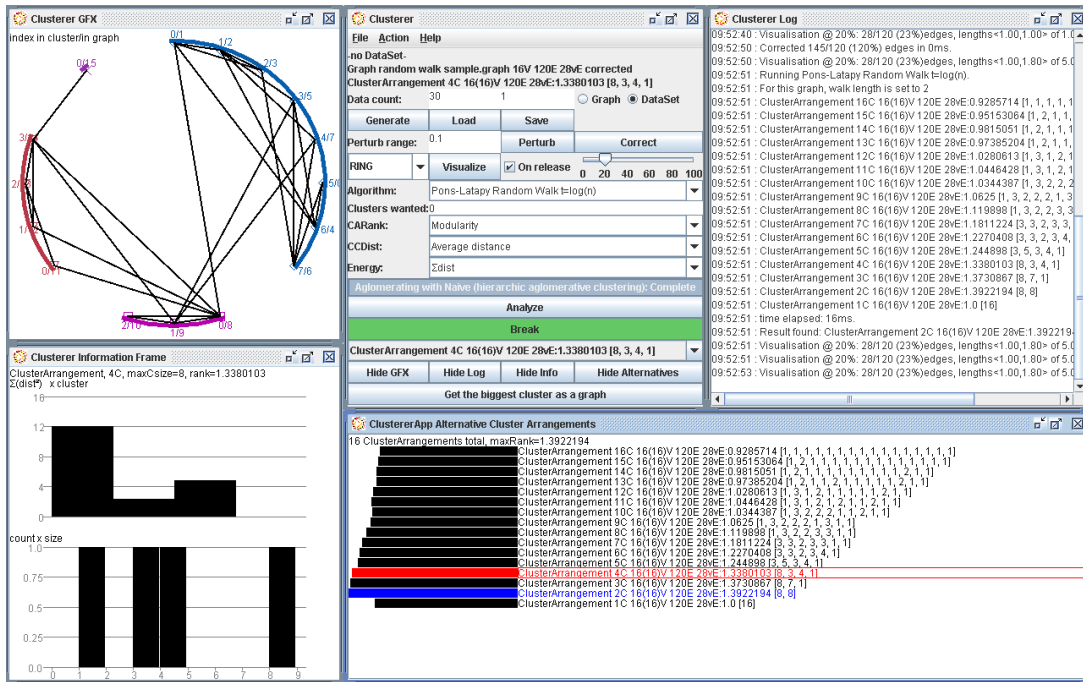 Clusterer GFX
index in cluster/in graph
0/15
0/1
1/2
2/3
3/5
4/7
6/4
7/6
0/8
1/9
2/10
Clusterer
File Action Help
-no DataSet-
Graph random walk sample.graph 16V 120E 28vE corrected
ClusterArrangement 4C 16(16)V 120E 28vE:1.3380103 [8, 3, 4, 1]
Data count: 30 1 Graph DataSet
Generate Load Save
Perturb range: 0.1 Perturb Correct
RING Visualize On release 0 20 40 60 80 100
Algorithm: Pons-Latapy Random Walk t=log(n)
Clusters wanted:0
CARank: Modularity
CCDist: Average distance
Energy: Σdist
Aglomerating with Naive (hierarchic aglomerative clustering): Complete
Analyze
Break
ClusterArrangement 4C 16(16)V 120E 28vE:1.3380103 [8, 3, 4, 1]
Hide GFX Hide Log Hide Info Hide Alternatives
Get the biggest cluster as a graph
Clusterer Log
09:52:40 : Visualisation @ 20%: 28/120 (23%)edges, lengths<1.00,1.00> of 1.0
09:52:50 : Corrected 145/120 (120%) edges in 0ms.
09:52:50 : Visualisation @ 20%: 28/120 (23%)edges, lengths<1.00,1.80> of 5.0
09:52:51 : Running Pons-Latapy Random Walk t=log(n).
09:52:51 : For this graph, walk length is set to 2
09:52:51 : ClusterArrangement 16C 16(16)V 120E 28vE:0.9285714 [1, 1, 1, 1,
09:52:51 : ClusterArrangement 15C 16(16)V 120E 28vE:0.95153064 [1, 2, 1, 1,
09:52:51 : ClusterArrangement 14C 16(16)V 120E 28vE:0.9815051 [1, 2, 1, 1,
09:52:51 : ClusterArrangement 13C 16(16)V 120E 28vE:0.97385204 [1, 2, 1, 1,
09:52:51 : ClusterArrangement 12C 16(16)V 120E 28vE:1.0280613 [1, 3, 1, 2, 1
09:52:51 : ClusterArrangement 11C 16(16)V 120E 28vE:1.0446428 [1, 3, 1, 2,
09:52:51 : ClusterArrangement 10C 16(16)V 120E 28vE:1.0344387 [1, 3, 2, 2, 2
09:52:51 : ClusterArrangement 9C 16(16)V 120E 28vE:1.0625 [1, 3, 2, 2, 2, 1, 3
09:52:51 : ClusterArrangement 8C 16(16)V 120E 28vE:1.119898 [1, 3, 2, 2, 3, 3
09:52:51 : ClusterArrangement 7C 16(16)V 120E 28vE:1.1811224 [3, 3, 2, 3, 3,
09:52:51 : ClusterArrangement 6C 16(16)V 120E 28vE:1.2270408 [3, 3, 2, 3, 4,
09:52:51 : ClusterArrangement 5C 16(16)V 120E 28vE:1.244898 [3, 5, 3, 4, 1]
09:52:51 : ClusterArrangement 4C 16(16)V 120E 28vE:1.3380103 [8, 3, 4, 1]
09:52:51 : ClusterArrangement 3C 16(16)V 120E 28vE:1.3730867 [8, 7, 1]
09:52:51 : ClusterArrangement 2C 16(16)V 120E 28vE:1.3922194 [8, 8]
09:52:51 : ClusterArrangement 1C 16(16)V 120E 28vE:1.0 [16]
09:52:51 : time elapsed: 16ms.
09:52:51 : Result found: ClusterArrangement 2C 16(16)V 120E 28vE:1.3922194
09:52:51 : Visualisation @ 20%: 28/120 (23%)edges, lengths<1.00,1.80> of 5.0
09:52:51 : Visualisation @ 20%: 28/120 (23%)edges, lengths<1.00,1.80> of 5.0
09:52:53 : Visualisation @ 20%: 28/120 (23%)edges, lengths<1.00,1.80> of 5.0
Clusterer Information Frame
ClusterArrangement, 4C, maxCsize=8, rank=1.3380103
Σ(dist²) x cluster
16
12
8
4
0
count x size
1.0
0.75
0.5
0.25
0.0
0 1 2 3 4 5 6 7 8 9
ClustererApp Alternative Cluster Arrangements
16 ClusterArrangements total, maxRank=1.3922194
ClusterArrangement 16C 16(16)V 120E 28vE:0.9285714 [1, 1, 1, 1, 1, 1, 1, 1, 1, 1, 1, 1, 1, 1, 1, 1]
ClusterArrangement 15C 16(16)V 120E 28vE:0.95153064 [1, 2, 1, 1, 1, 1, 1, 1, 1, 1, 1, 1, 1, 1, 1]
ClusterArrangement 14C 16(16)V 120E 28vE:0.9815051 [1, 2, 1, 1, 1, 1, 1, 1, 1, 1, 1, 2, 1, 1]
ClusterArrangement 13C 16(16)V 120E 28vE:0.97385204 [1, 2, 1, 1, 2, 1, 1, 1, 1, 1, 2, 1, 1]
ClusterArrangement 12C 16(16)V 120E 28vE:1.0280613 [1, 3, 1, 2, 1, 1, 1, 1, 1, 2, 1, 1]
ClusterArrangement 11C 16(16)V 120E 28vE:1.0446428 [1, 3, 1, 2, 2, 1, 1, 2, 1, 1, 1]
ClusterArrangement 10C 16(16)V 120E 28vE:1.0344387 [1, 3, 2, 2, 2, 1, 1, 2, 1, 1]
ClusterArrangement 9C 16(16)V 120E 28vE:1.0625 [1, 3, 2, 2, 2, 1, 3, 1, 1]
ClusterArrangement 8C 16(16)V 120E 28vE:1.119898 [1, 3, 2, 2, 3, 3, 1, 1]
ClusterArrangement 7C 16(16)V 120E 28vE:1.1811224 [3, 3, 2, 3, 3, 1, 1]
ClusterArrangement 6C 16(16)V 120E 28vE:1.2270408 [3, 3, 2, 3, 4, 1]
ClusterArrangement 5C 16(16)V 120E 28vE:1.244898 [3, 5, 3, 4, 1]
ClusterArrangement 4C 16(16)V 120E 28vE:1.3380103 [8, 3, 4, 1]
ClusterArrangement 3C 16(16)V 120E 28vE:1.3730867 [8, 7, 1]
ClusterArrangement 2C 16(16)V 120E 28vE:1.3922194 [8, 8]
ClusterArrangement 1C 16(16)V 120E 28vE:1.0 [16]